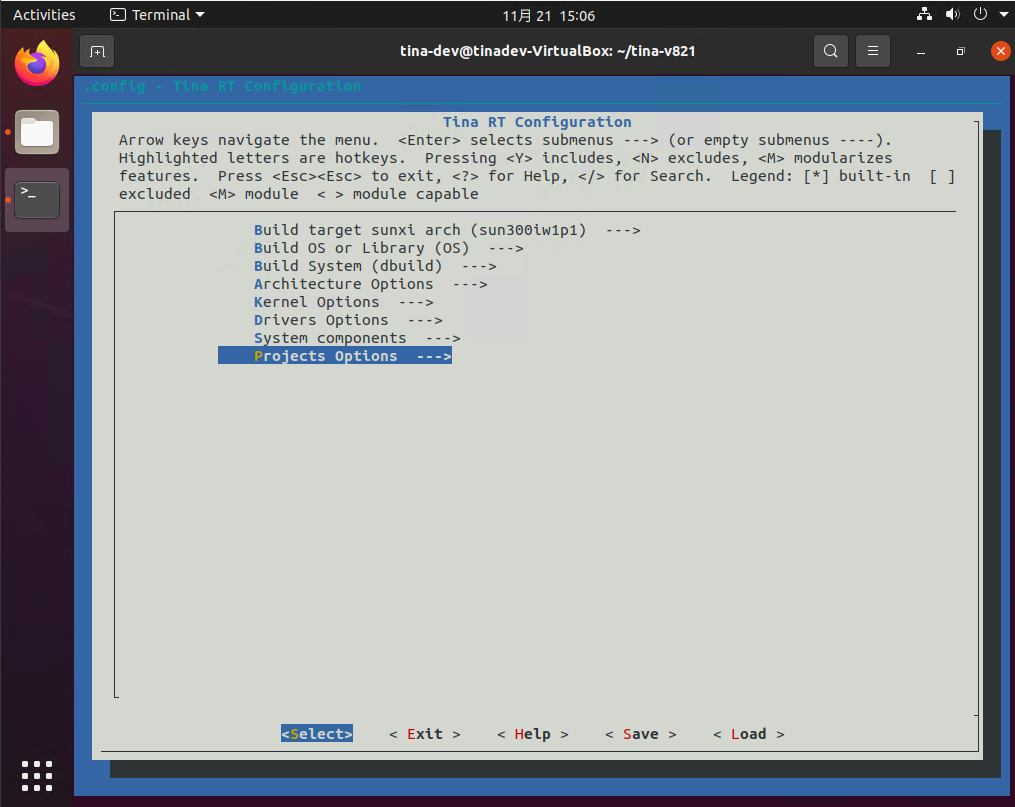 Activities
Terminal
11月 21 15:06
tina-dev@tinadev-VirtualBox: ~/tina-v821
.config - Tina RT Configuration
Tina RT Configuration
Arrow keys navigate the menu.  <Enter> selects submenus ---> (or empty submenus ----).
Highlighted letters are hotkeys.  Pressing <Y> includes, <N> excludes, <M> modularizes
features.  Press <Esc><Esc> to exit, <?> for Help, </> for Search.  Legend: [*] built-in  [ ]
excluded  <M> module  < > module capable
Build target sunxi arch (sun300iw1p1)  --->
Build OS or Library (OS)  --->
Build System (dbuild)  --->
Architecture Options  --->
Kernel Options  --->
Drivers Options  --->
System components  --->
Projects Options  --->
<Select>    < Exit >    < Help >    < Save >    < Load >